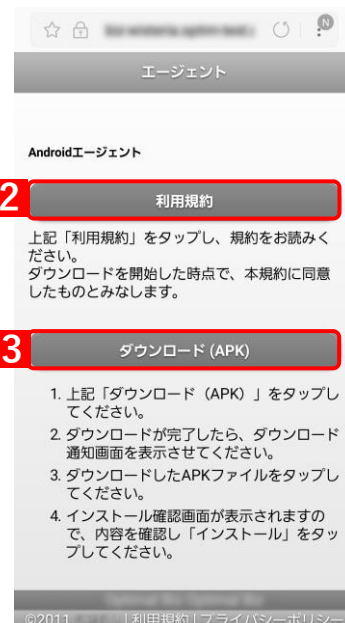 N
エージェント
Androidエージェント
2
利用規約
上記「利用規約」をタップし、規約をお読みく
ださい。
ダウンロードを開始した時点で、本規約に同意
したものとみなします。
3
ダウンロード (APK)
1. 上記「ダウンロード（APK）」をタップし
てください。
2. ダウンロードが完了したら、ダウンロード
通知画面を表示させてください。
3. ダウンロードしたAPKファイルをタップし
てください。
4. インストール確認画面が表示されますの
で、内容を確認し「インストール」をタッ
プしてください。
©2011 | 利用規約 | プライバシーポリシー